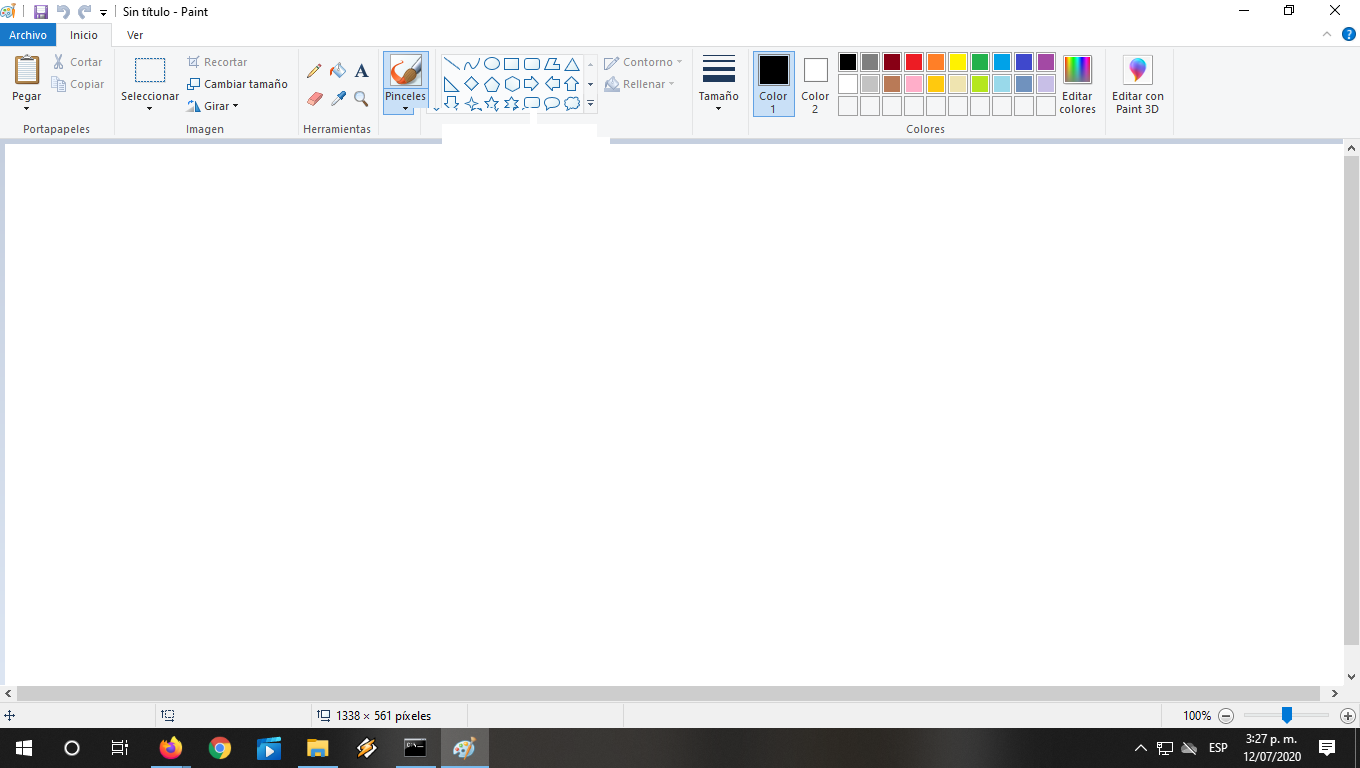 Sin título - Paint
Archivo Inicio Ver
Pegar
Cortar
Copiar
Portapapeles
Seleccionar
Recortar
Cambiar tamaño
Girar
Imagen
A
Herramientas
Pinceles
Contorno
Rellenar
Tamaño
Color
1
Color
2
Editar
colores
Colores
Editar con
Paint 3D
1338 × 561 píxeles
100%
ESP
3:27 p. m.
12/07/2020